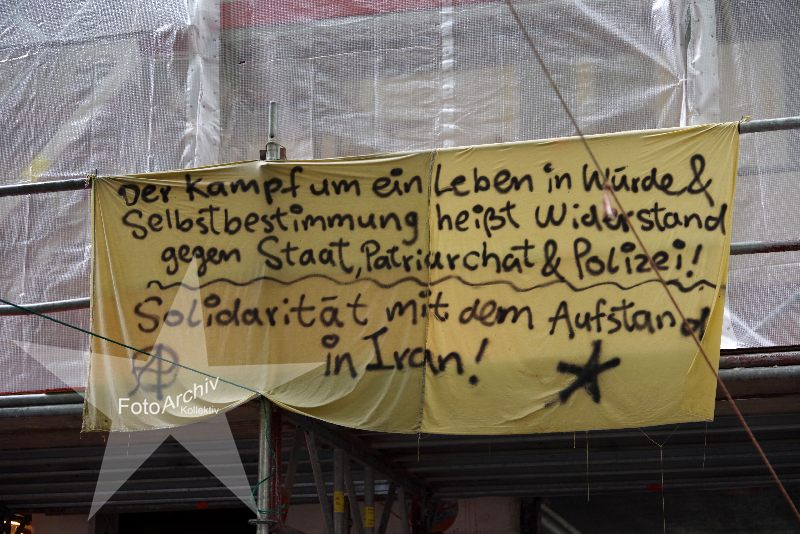 Der Kampf um ein Leben in Würde &
Selbstbestimmung heißt Widerstand
gegen Staat, Patriarchat & Polizei!
Solidarität mit dem Aufstand
in Iran!
FotoArchiv
Kollektiv